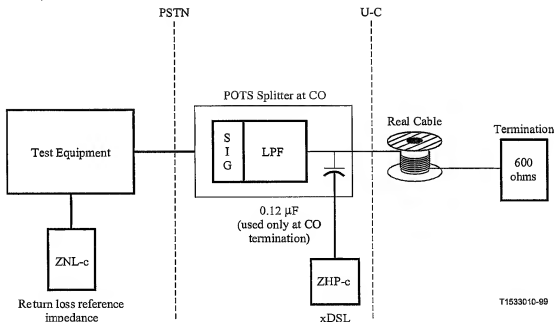 PSTN
U-C
POTS Splitter at CO
Real Cable
Termination
Test Equipment
S
I
G
LPF
600
ohms
0.12 µF
(used only at CO
termination)
ZNL-c
ZHP-c
Return loss reference
impedance
xDSL
T1533010-99